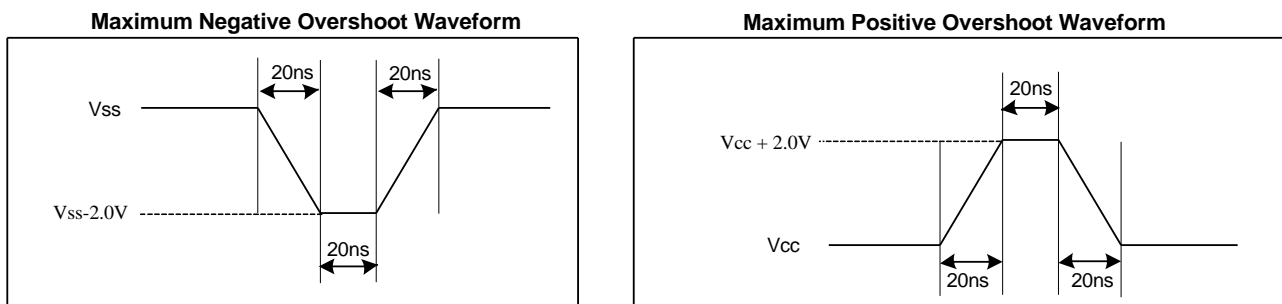 Maximum Negative Overshoot Waveform
20ns
20ns
Vss
Vss-2.0V
20ns
Maximum Positive Overshoot Waveform
20ns
Vcc + 2.0V
Vcc
20ns
20ns